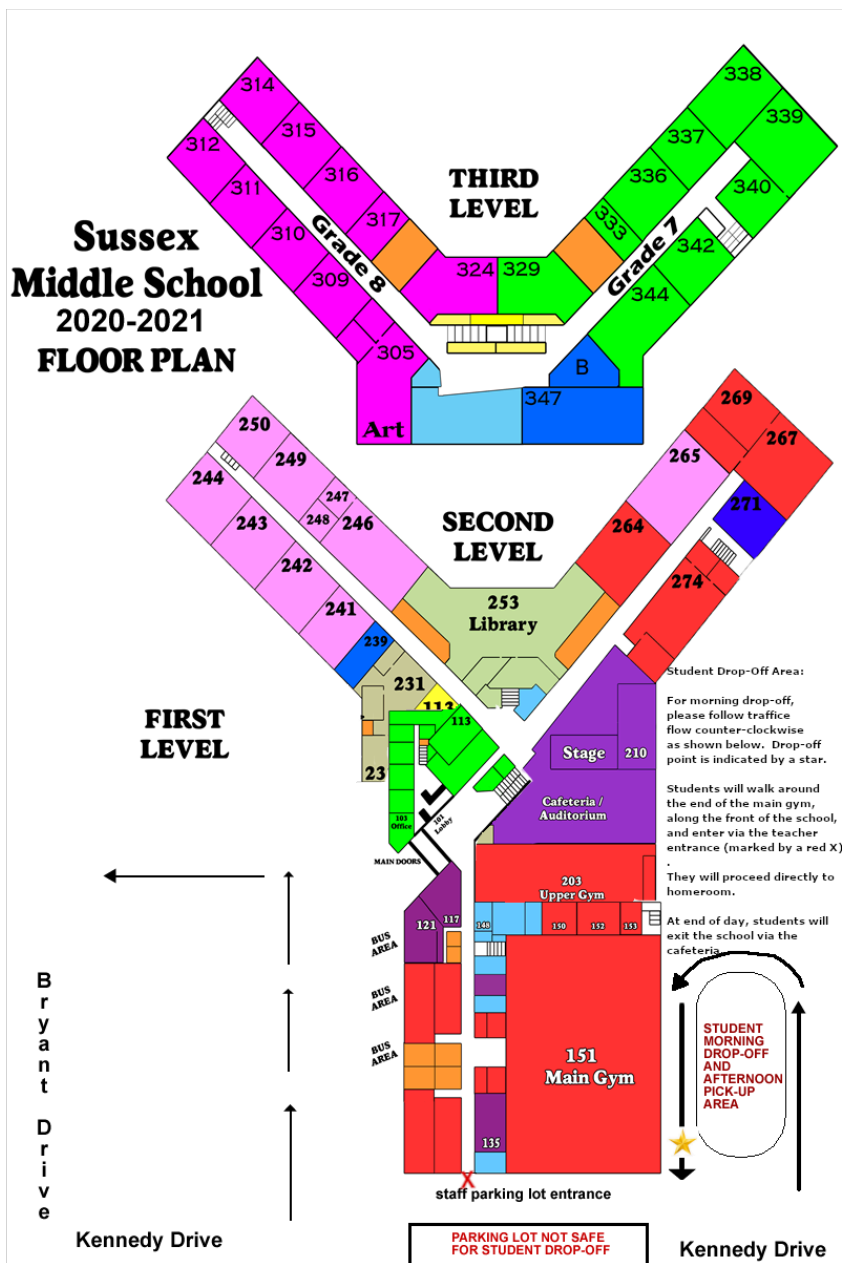 Sussex
Middle School
2020-2021
FLOOR PLAN
THIRD
LEVEL
314
315
316
317
312
311
310
309
305
Grade 8
Art
324
329
333
336
337
338
339
340
342
344
Grade 7
B
347
SECOND
LEVEL
250
249
247
248
246
244
243
242
241
239
231
23
253
Library
264
265
269
267
271
274
FIRST
LEVEL
113
113
103
Office
101
Lobby
MAIN DOORS
Stage
210
Cafeteria /
Auditorium
203
Upper Gym
121
117
148
150
152
153
BUS
AREA
BUS
AREA
BUS
AREA
151
Main Gym
135
X
staff parking lot entrance
Student Drop-Off Area:
For morning drop-off,
please follow traffice
flow counter-clockwise
as shown below. Drop-off
point is indicated by a star.
Students will walk around
the end of the main gym,
along the front of the school,
and enter via the teacher
entrance (marked by a red X)
.
They will proceed directly to
homeroom.
At end of day, students will
exit the school via the
cafeteria
STUDENT
MORNING
DROP-OFF
AND
AFTERNOON
PICK-UP
AREA
Bryant Drive
Kennedy Drive
PARKING LOT NOT SAFE
FOR STUDENT DROP-OFF
Kennedy Drive